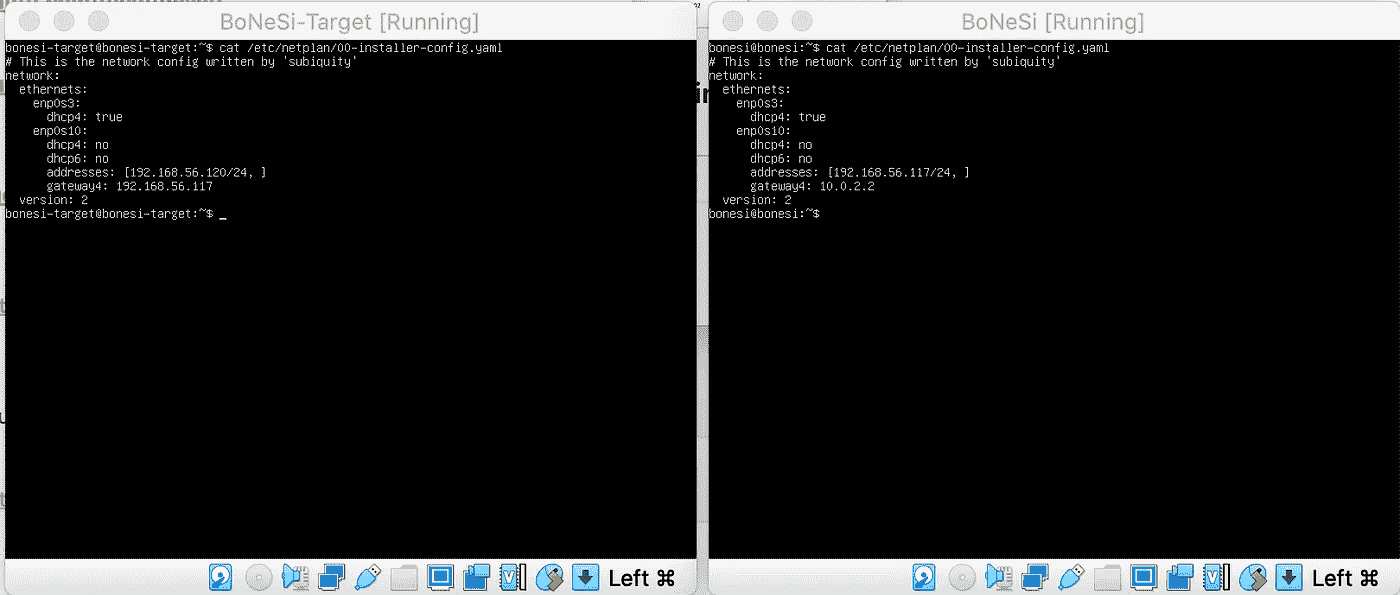 BoNeSi-Target [Running]
bonesi-target@bonesi-target:~$ cat /etc/netplan/00-installer-config.yaml
# This is the network config written by 'subiquity'
network:
  ethernets:
    enp0s3:
      dhcp4: true
    enp0s10:
      dhcp4: no
      dhcp6: no
      addresses: [192.168.56.120/24, ]
      gateway4: 192.168.56.117
  version: 2
bonesi-target@bonesi-target:~$ _
Left ⌘
BoNeSi [Running]
bonesi@bonesi:~$ cat /etc/netplan/00-installer-config.yaml
# This is the network config written by 'subiquity'
network:
  ethernets:
    enp0s3:
      dhcp4: true
    enp0s10:
      dhcp4: no
      dhcp6: no
      addresses: [192.168.56.117/24, ]
      gateway4: 10.0.2.2
  version: 2
bonesi@bonesi:~$
Left ⌘